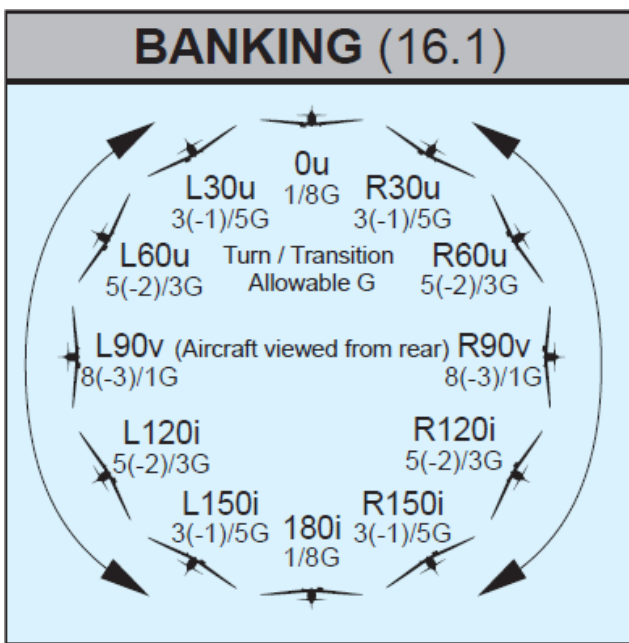 BANKING (16.1)
0u
1/8G
L30u
3(-1)/5G
R30u
3(-1)/5G
L60u
5(-2)/3G
Turn / Transition
Allowable G
R60u
5(-2)/3G
L90v (Aircraft viewed from rear) R90v
8(-3)/1G
8(-3)/1G
L120i
5(-2)/3G
R120i
5(-2)/3G
L150i
3(-1)/5G
180i
1/8G
R150i
3(-1)/5G